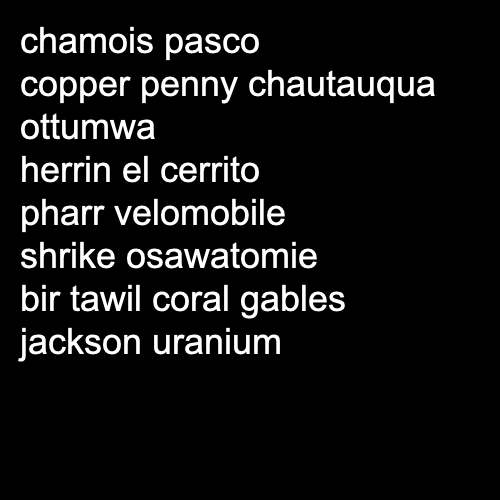 chamois pasco
copper penny chautauqua
ottumwa
herrin el cerrito
pharr velomobile
shrike osawatomie
bir tawil coral gables
jackson uranium